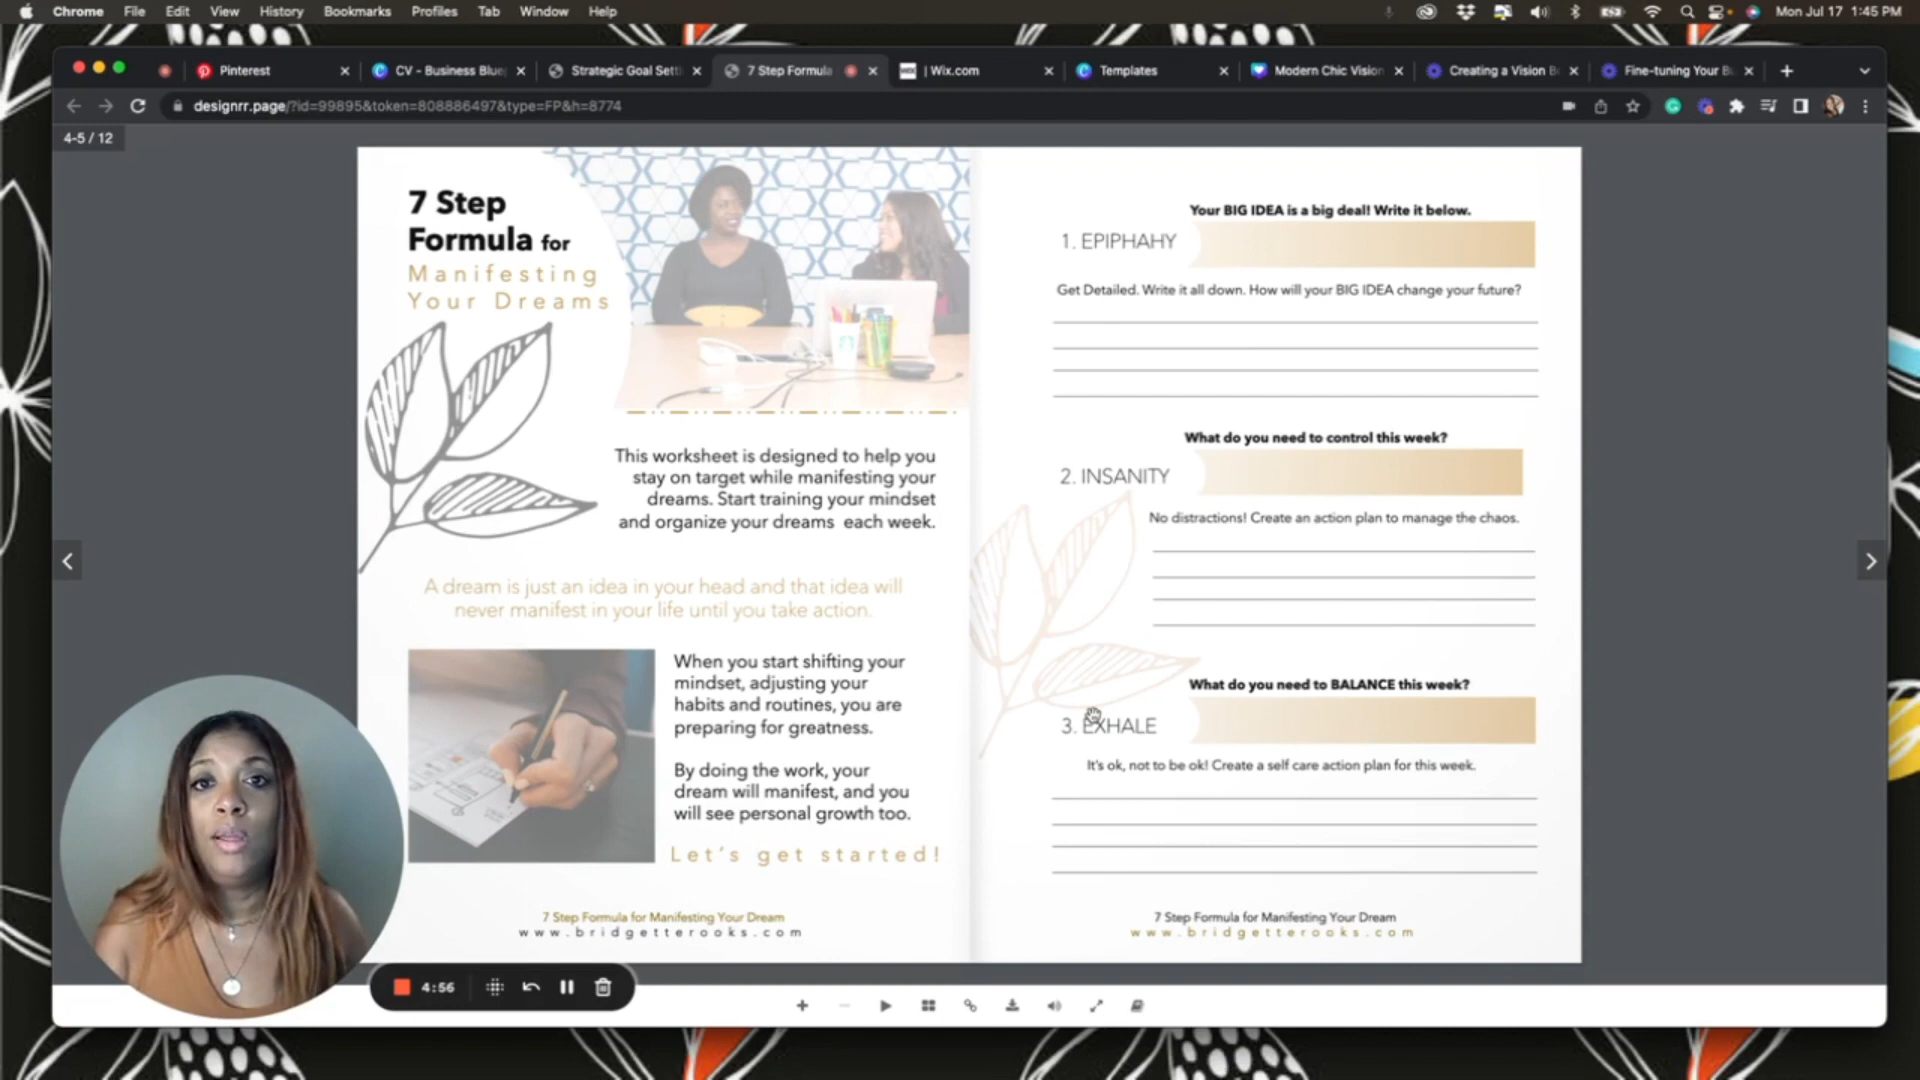 Chrome File Edit View History Bookmarks Profiles Tab Window Help Mon Jul 17 1:45 PM
Pinterest
CV - Business Blue
Strategic Goal Setti
7 Step Formula
| Wix.com
Templates
Modern Chic Vision
Creating a Vision B
Fine-tuning Your B
designrr.page/?id=99895&token=808886497&type=FP&h=8774
4-5 / 12
7 Step
Formula for
Manifesting
Your Dreams
This worksheet is designed to help you
stay on target while manifesting your
dreams. Start training your mindset
and organize your dreams each week.
A dream is just an idea in your head and that idea will
never manifest in your life until you take action.
When you start shifting your
mindset, adjusting your
habits and routines, you are
preparing for greatness.
By doing the work, your
dream will manifest, and you
will see personal growth too.
Let's get started!
7 Step Formula for Manifesting Your Dream
www.bridgetterooks.com
Your BIG IDEA is a big deal! Write it below.
1. EPIPHAHY
Get Detailed. Write it all down. How will your BIG IDEA change your future?
What do you need to control this week?
2. INSANITY
No distractions! Create an action plan to manage the chaos.
What do you need to BALANCE this week?
3. EXHALE
It's ok, not to be ok! Create a self care action plan for this week.
7 Step Formula for Manifesting Your Dream
www.bridgetterooks.com
4:56